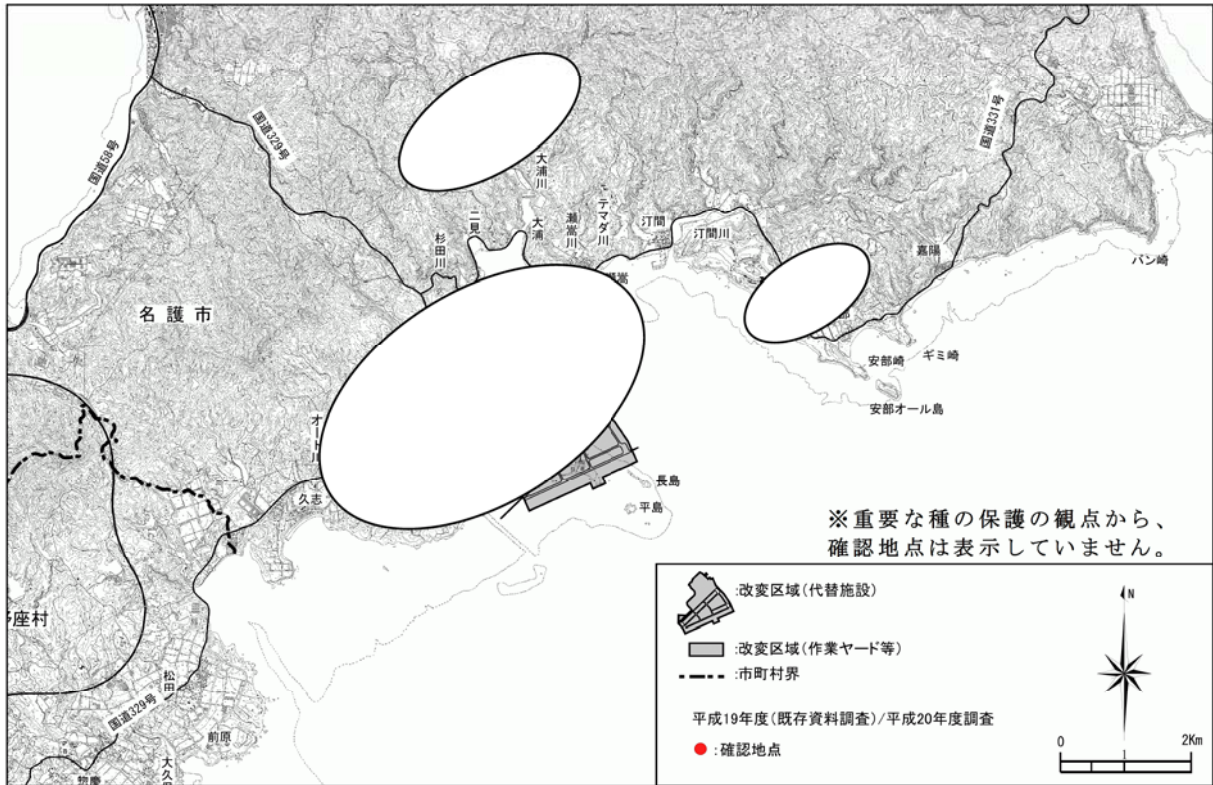 国道58号
国道329号
国道331号
大浦川
二見
大浦
杉田川
瀬嵩川
テマダ川
汀間
汀間川
嘉陽
バン崎
名護市
安部崎
ギミ崎
安部オール島
久志
長島
平島
※重要な種の保護の観点から、
確認地点は表示していません。
:改変区域(代替施設)
:改変区域(作業ヤード等)
:市町村界
平成19年度(既存資料調査)/平成20年度調査
:確認地点
N
0 1 2Km
座村
松田
国道329号
前原